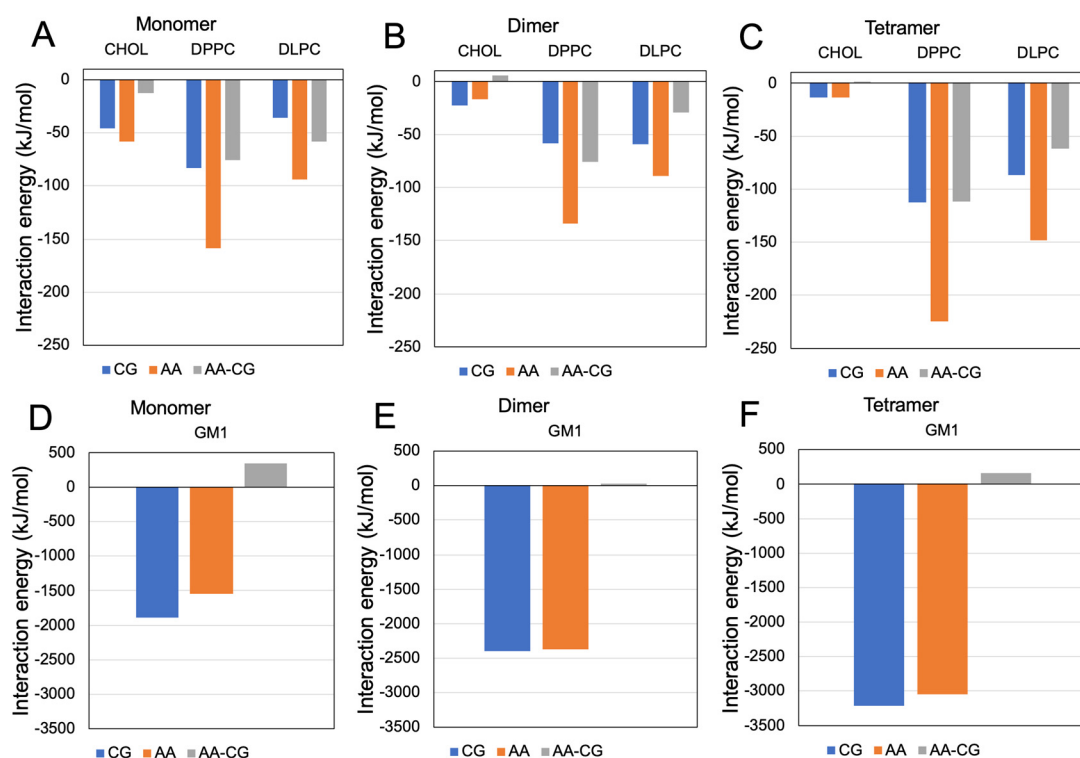 A
Monomer
CHOL DPPC DLPC
Interaction energy (kJ/mol)
0
-50
-100
-150
-200
-250
CG AA AA-CG
B
Dimer
CHOL DPPC DLPC
Interaction energy (kJ/mol)
0
-50
-100
-150
-200
-250
CG AA AA-CG
C
Tetramer
CHOL DPPC DLPC
Interaction energy (kJ/mol)
0
-50
-100
-150
-200
-250
CG AA AA-CG
D
Monomer
GM1
Interaction energy (kJ/mol)
500
0
-500
-1000
-1500
-2000
-2500
-3000
-3500
CG AA AA-CG
E
Dimer
GM1
Interaction energy (kJ/mol)
500
0
-500
-1000
-1500
-2000
-2500
-3000
-3500
CG AA AA-CG
F
Tetramer
GM1
Interaction energy (kJ/mol)
500
0
-500
-1000
-1500
-2000
-2500
-3000
-3500
CG AA AA-CG